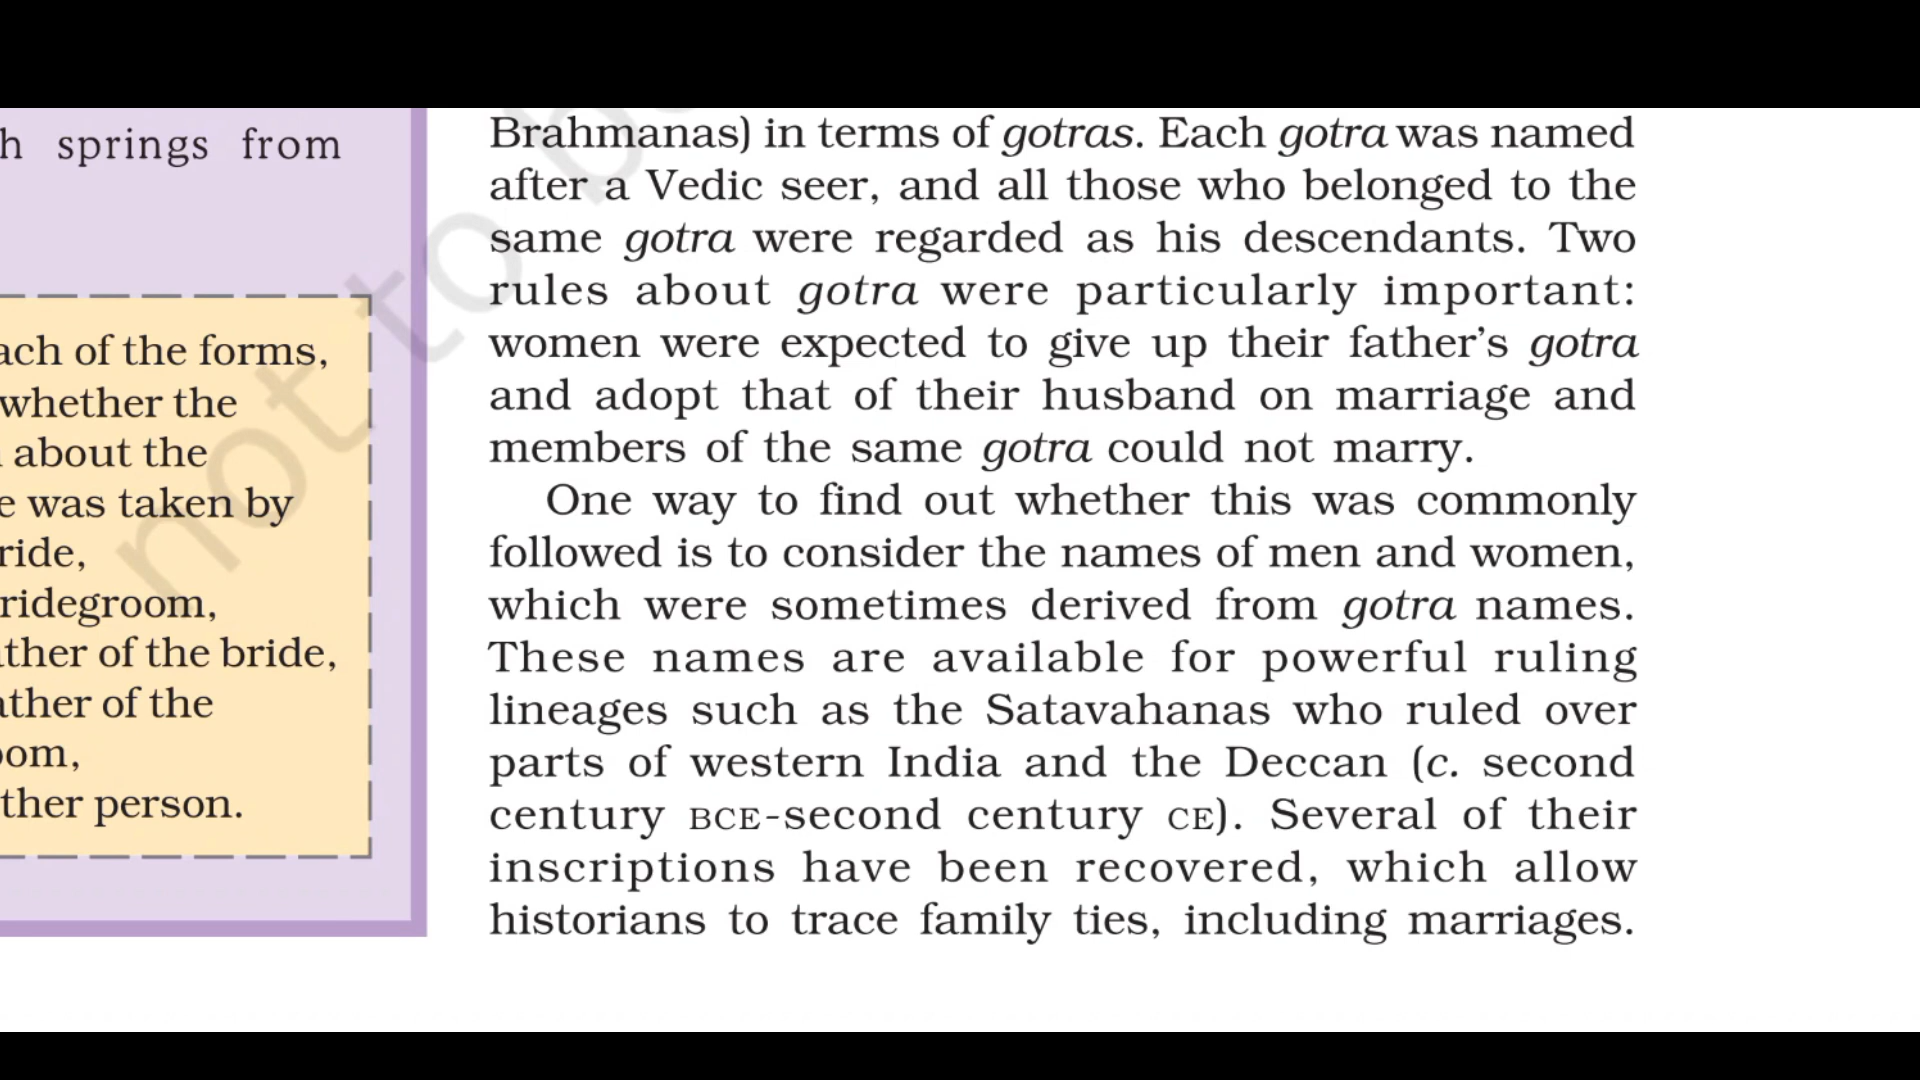 h springs from
ach of the forms,
whether the
about the
e was taken by
ride,
ridegroom,
ather of the bride,
ather of the
oom,
ther person.
Brahmanas) in terms of gotras. Each gotra was named
after a Vedic seer, and all those who belonged to the
same gotra were regarded as his descendants. Two
rules about gotra were particularly important:
women were expected to give up their father's gotra
and adopt that of their husband on marriage and
members of the same gotra could not marry.
One way to find out whether this was commonly
followed is to consider the names of men and women,
which were sometimes derived from gotra names.
These names are available for powerful ruling
lineages such as the Satavahanas who ruled over
parts of western India and the Deccan (c. second
century BCE-second century CE). Several of their
inscriptions have been recovered, which allow
historians to trace family ties, including marriages.
not to b